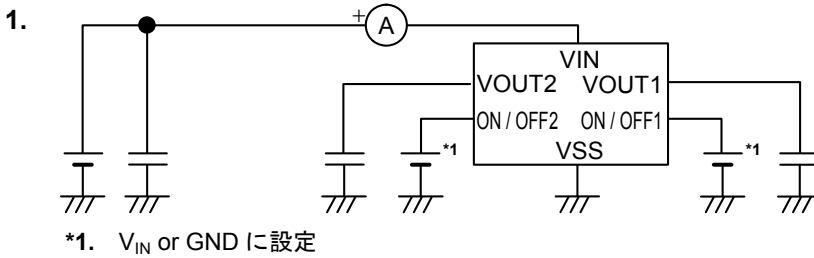 1.
+
A
VIN
VOUT2 VOUT1
ON / OFF2 ON / OFF1
*1 *1
VSS
*1. VIN or GND に設定